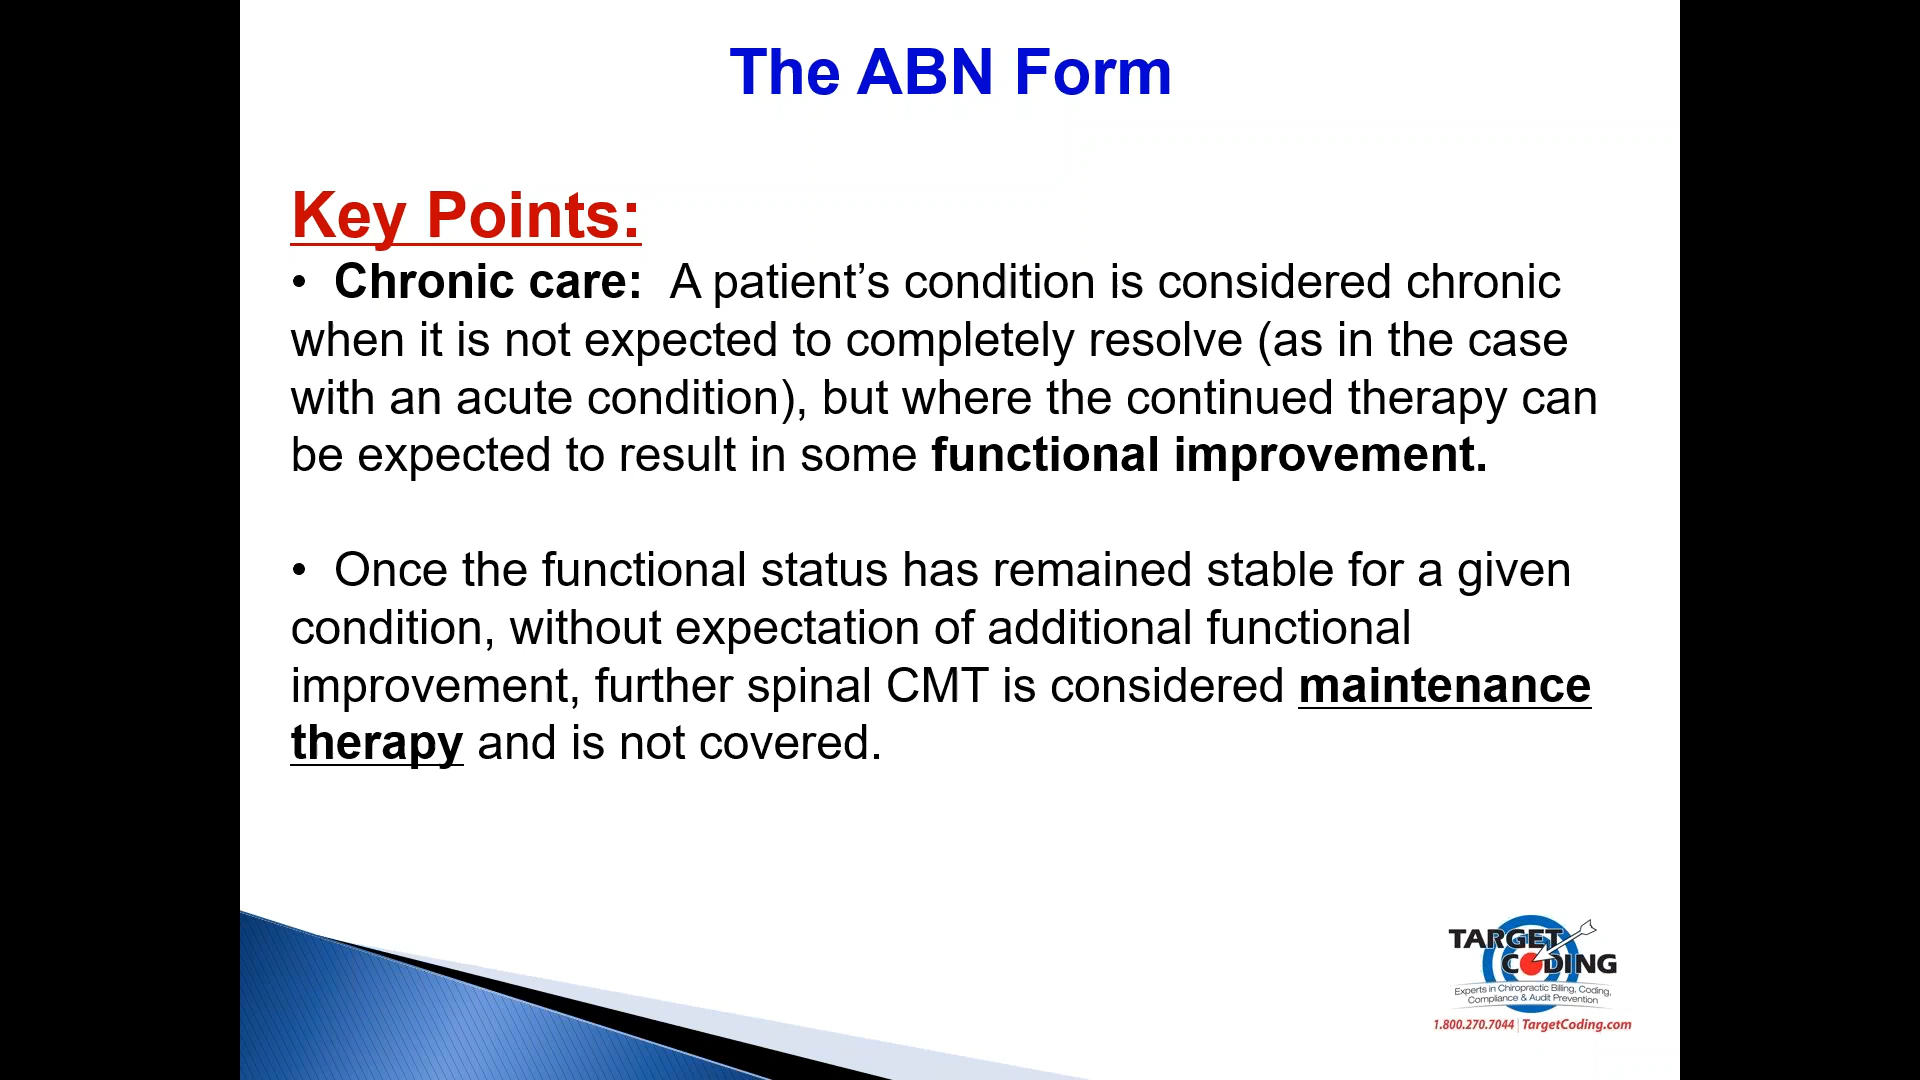 The ABN Form
Key Points:
• Chronic care: A patient’s condition is considered chronic
when it is not expected to completely resolve (as in the case
with an acute condition), but where the continued therapy can
be expected to result in some functional improvement.
• Once the functional status has remained stable for a given
condition, without expectation of additional functional
improvement, further spinal CMT is considered maintenance
therapy and is not covered.
TARGET
CODING
Experts in Chiropractic Billing, Coding,
Compliance & Audit Prevention
1.800.270.7044 | TargetCoding.com